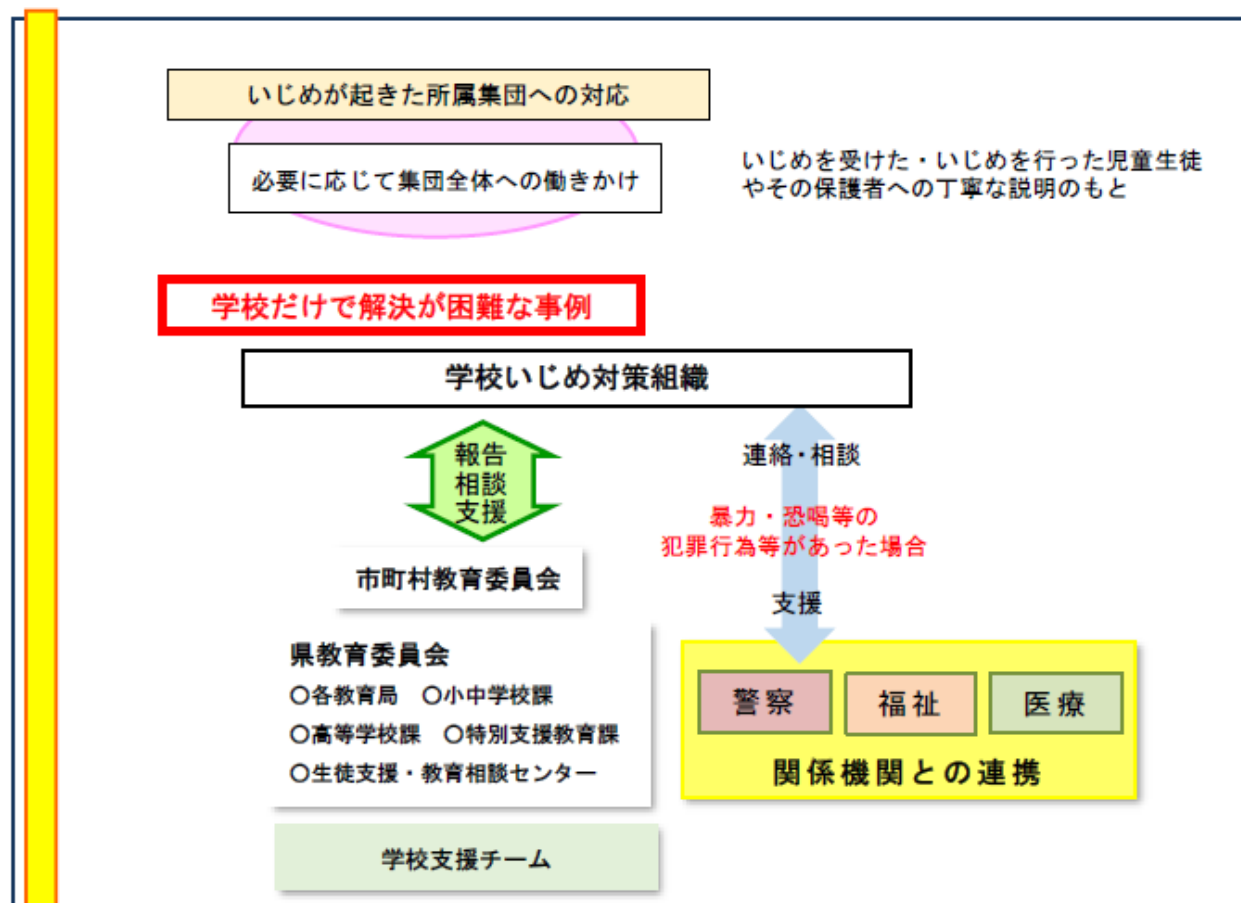 いじめが起きた所属集団への対応
必要に応じて集団全体への働きかけ
いじめを受けた・いじめを行った児童生徒
やその保護者への丁寧な説明のもと
学校だけで解決が困難な事例
学校いじめ対策組織
報告
相談
支援
連絡・相談
暴力・恐喝等の
犯罪行為等があった場合
支援
市町村教育委員会
県教育委員会
○各教育局　○小中学校課
○高等学校課　○特別支援教育課
○生徒支援・教育相談センター
警察
福祉
医療
関係機関との連携
学校支援チーム